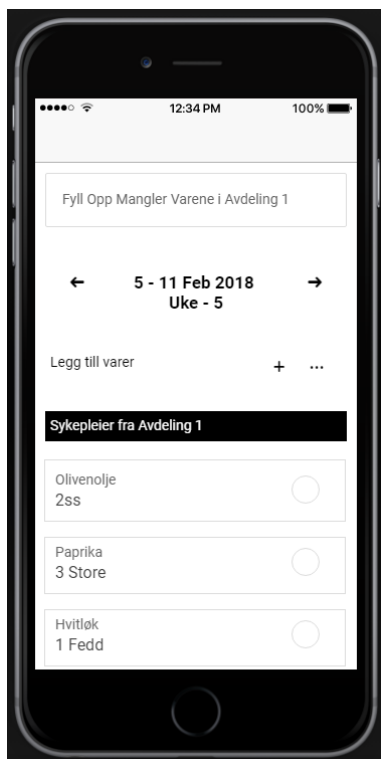 12:34 PM
100%
Fyll Opp Mangler Varene i Avdeling 1
5 - 11 Feb 2018
Uke - 5
Legg till varer
Sykepleier fra Avdeling 1
Olivenolje
2ss
Paprika
3 Store
Hvitløk
1 Fedd